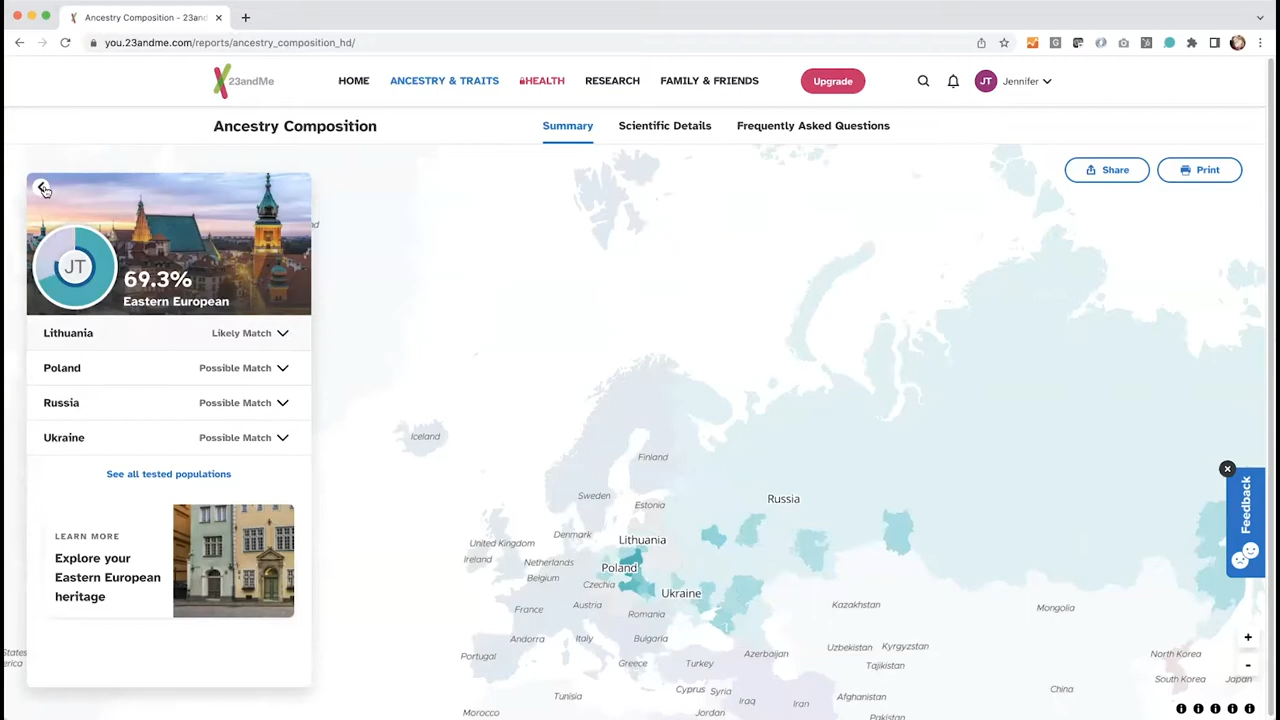 Ancestry Composition - 23and
you.23andme.com/reports/ancestry_composition_hd/
23andMe
HOME
ANCESTRY & TRAITS
HEALTH
RESEARCH
FAMILY & FRIENDS
Upgrade
JT
Jennifer
Ancestry Composition
Summary
Scientific Details
Frequently Asked Questions
Share
Print
JT
69.3%
Eastern European
Lithuania Likely Match
Poland Possible Match
Russia Possible Match
Ukraine Possible Match
See all tested populations
LEARN MORE
Explore your
Eastern European
heritage
nd
States
erica
Iceland
Finland
Sweden
Estonia
Russia
Denmark
Lithuania
United Kingdom
Ireland
Netherlands
Poland
Belgium
Czechia
Ukraine
France
Austria
Romania
Kazakhstan
Mongolia
Andorra
Italy
Bulgaria
Uzbekistan
Kyrgyzstan
Portugal
Greece
Turkey
Azerbaijan
Tajikistan
North Korea
South Korea
Japan
Tunisia
Cyprus
Syria
Iraq
Iran
Afghanistan
China
Morocco
Jordan
Pakistan
Feedback
+
-